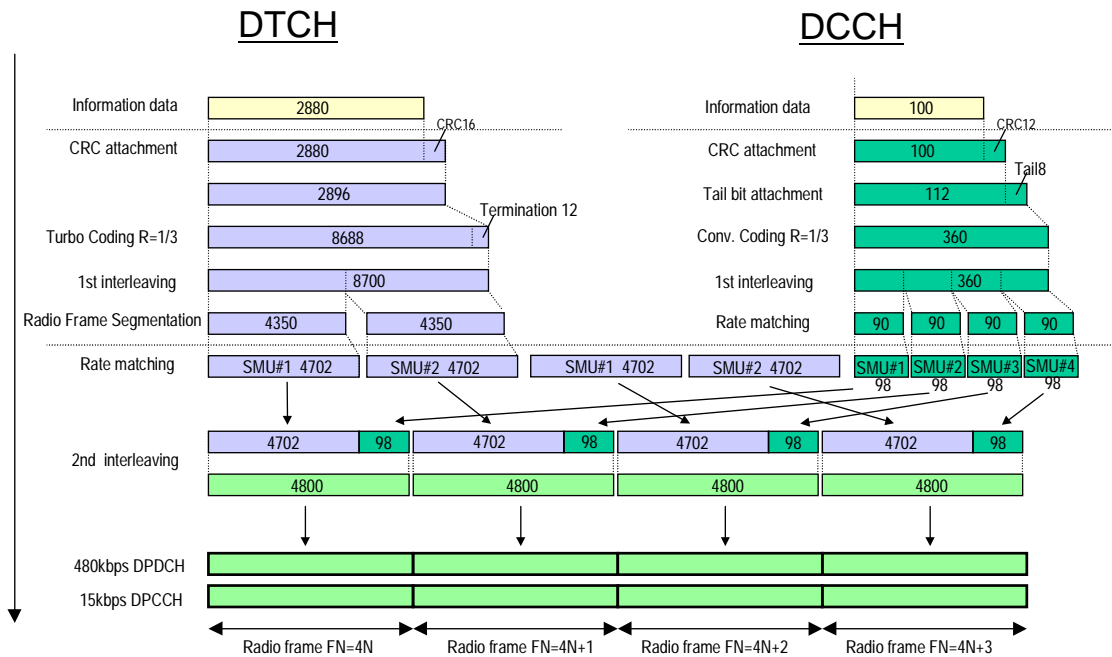 DTCH DCCH
Information data 2880 Information data 100
CRC16 CRC12
CRC attachment 2880 CRC attachment 100
Tail8
2896 Tail bit attachment 112
Termination 12
Turbo Coding R=1/3 8688 Conv. Coding R=1/3 360
1st interleaving 8700 1st interleaving 360
Radio Frame Segmentation 4350 4350 Rate matching 90 90 90 90
Rate matching SMU#1 4702 SMU#2 4702 SMU#1 4702 SMU#2 4702 SMU#1 SMU#2 SMU#3 SMU#4
98 98 98 98
4702 98 4702 98 4702 98 4702 98
2nd interleaving
4800 4800 4800 4800
480kbps DPDCH
15kbps DPCCH
Radio frame FN=4N Radio frame FN=4N+1 Radio frame FN=4N+2 Radio frame FN=4N+3